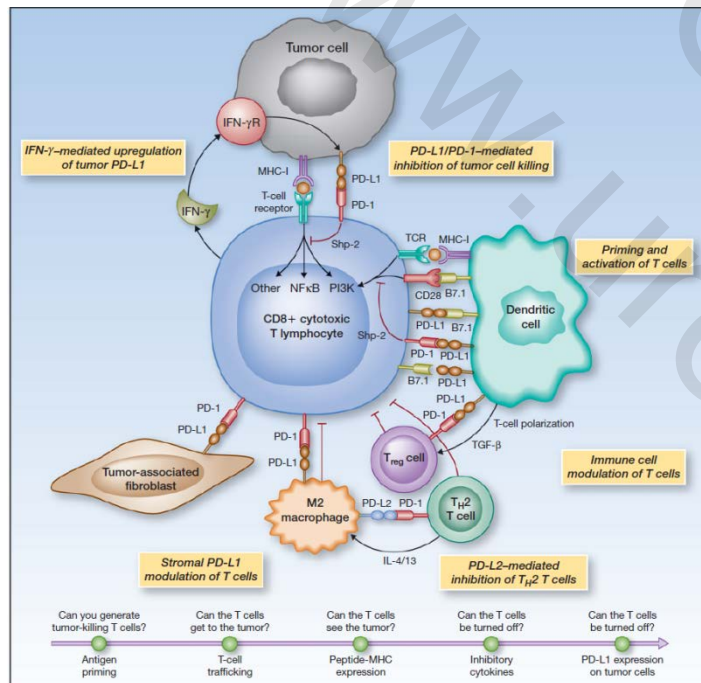 Tumor cell
IFN-γR
IFN-γ–mediated upregulation
of tumor PD-L1
PD-L1/PD-1–mediated
inhibition of tumor cell killing
MHC-I
PD-L1
T-cell
receptor
PD-1
IFN-γ
Shp-2
TCR
MHC-I
Priming and
activation of T cells
Other
NFκB
PI3K
CD28
B7.1
CD8+ cytotoxic
T lymphocyte
PD-L1
B7.1
Dendritic
cell
Shp-2
PD-1
PD-L1
B7.1
PD-L1
PD-L1
PD-1
T-cell polarization
TGF-β
PD-1
PD-L1
PD-1
PD-L1
Treg cell
Immune cell
modulation of T cells
Tumor-associated
fibroblast
M2
macrophage
PD-L2
PD-1
TH2
T cell
IL-4/13
Stromal PD-L1
modulation of T cells
PD-L2–mediated
inhibition of TH2 T cells
Can you generate
tumor-killing T cells?
Can the T cells
get to the tumor?
Can the T cells
see the tumor?
Can the T cells
be turned off?
Can the T cells
be turned off?
Antigen
priming
T-cell
trafficking
Peptide-MHC
expression
Inhibitory
cytokines
PD-L1 expression
on tumor cells